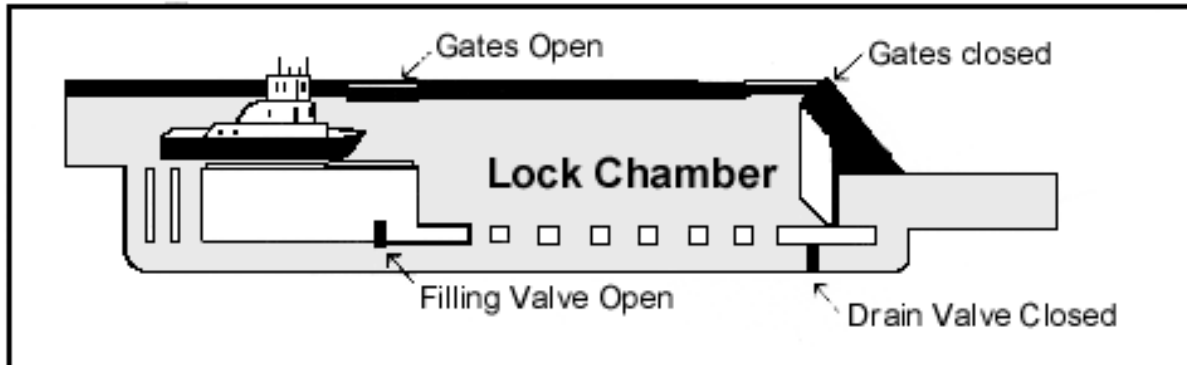 Gates Open
Gates closed
Lock Chamber
Filling Valve Open
Drain Valve Closed